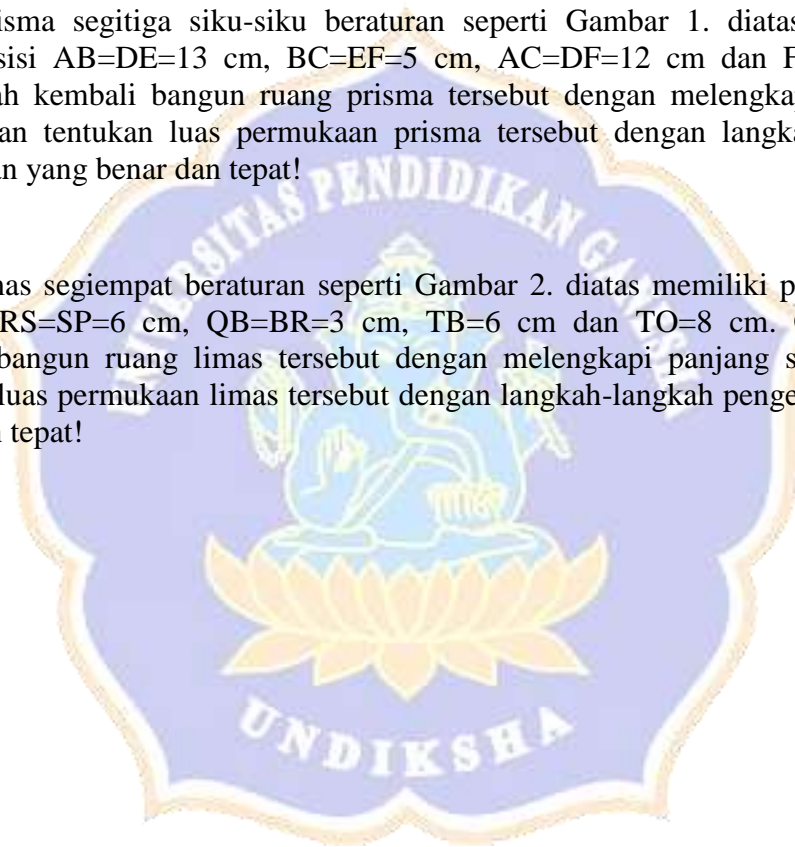 isma segitiga siku-siku beraturan seperti Gambar 1. diatas
sisi AB=DE=13 cm, BC=EF=5 cm, AC=DF=12 cm dan F
ah kembali bangun ruang prisma tersebut dengan melengkap
an tentukan luas permukaan prisma tersebut dengan langka
n yang benar dan tepat!
nas segiempat beraturan seperti Gambar 2. diatas memiliki p
RS=SP=6 cm, QB=BR=3 cm, TB=6 cm dan TO=8 cm.
bangun ruang limas tersebut dengan melengkapi panjang s
luas permukaan limas tersebut dengan langkah-langkah penge
n tepat!
UNIVERSITAS PENDIDIKAN GANESHA
UNDIKSHA